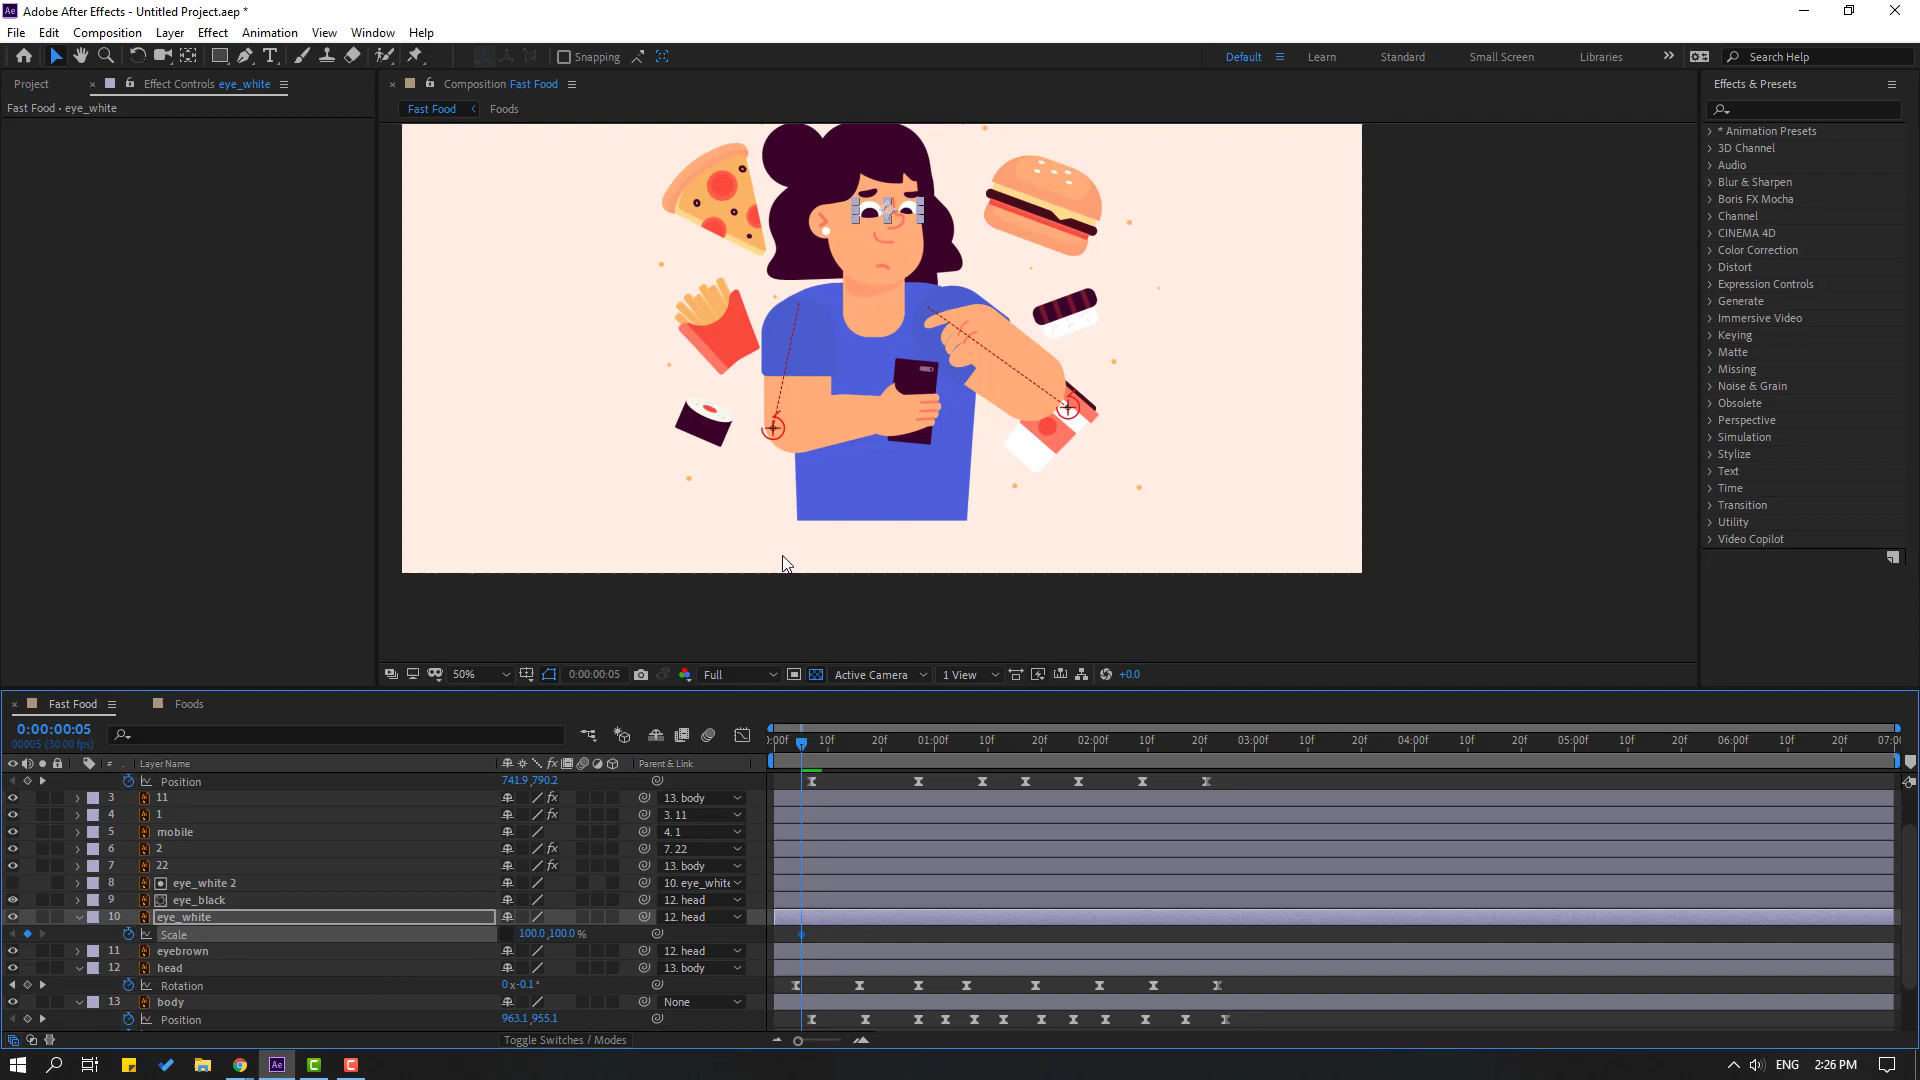 Ae Adobe After Effects - Untitled Project.aep *
File Edit Composition Layer Effect Animation View Window Help
Snapping Default Learn Standard Small Screen Libraries Search Help
Project Effect Controls eye_white Composition Fast Food Effects & Presets
Fast Food • eye_white Fast Food Foods
* Animation Presets
3D Channel
Audio
Blur & Sharpen
Boris FX Mocha
Channel
CINEMA 4D
Color Correction
Distort
Expression Controls
Generate
Immersive Video
Keying
Matte
Missing
Noise & Grain
Obsolete
Perspective
Simulation
Stylize
Text
Time
Transition
Utility
Video Copilot
50% 0:00:00:05 Full Active Camera 1 View +0.0
Fast Food Foods
0:00:00:05
00005 (30.00 fps)
:00f 10f 20f 01:00f 10f 20f 02:00f 10f 20f 03:00f 10f 20f 04:00f 10f 20f 05:00f 10f 20f 06:00f 10f 20f 07:00
# Layer Name fx Parent & Link
Position 741.9,790.2
3 11 fx 13. body
4 1 fx 3. 11
5 mobile 4. 1
6 2 fx 7. 22
7 22 fx 13. body
8 eye_white 2 10. eye_white
9 eye_black 12. head
10 eye_white 12. head
Scale 100.0,100.0 %
11 eyebrown 12. head
12 head 13. body
Rotation 0x-0.1°
13 body None
Position 963.1,955.1
Toggle Switches / Modes
Ae C C ENG 2:26 PM